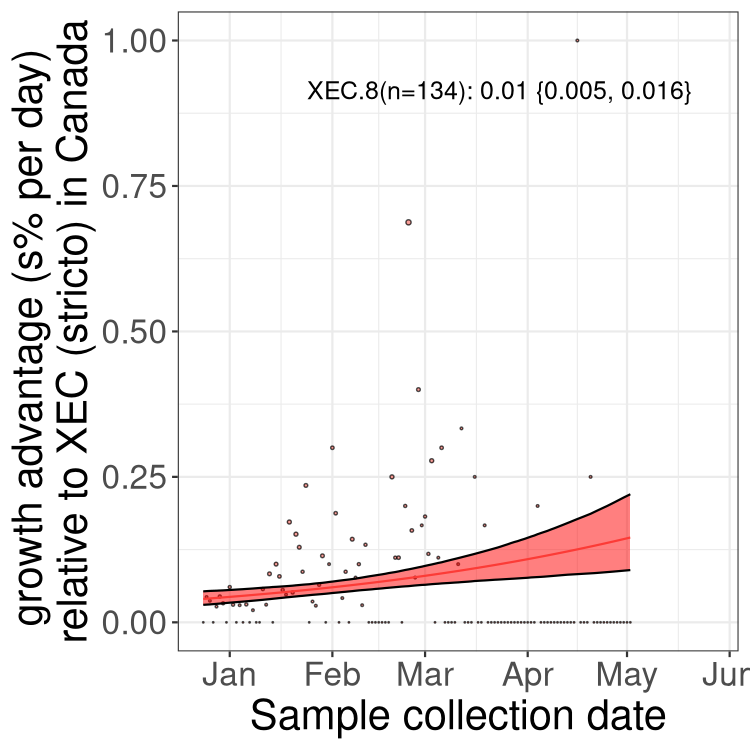 growth advantage (s% per day)
relative to XEC (stricto) in Canada
1.00
0.75
0.50
0.25
0.00
XEC.8(n=134): 0.01 {0.005, 0.016}
Jan Feb Mar Apr May Jun
Sample collection date